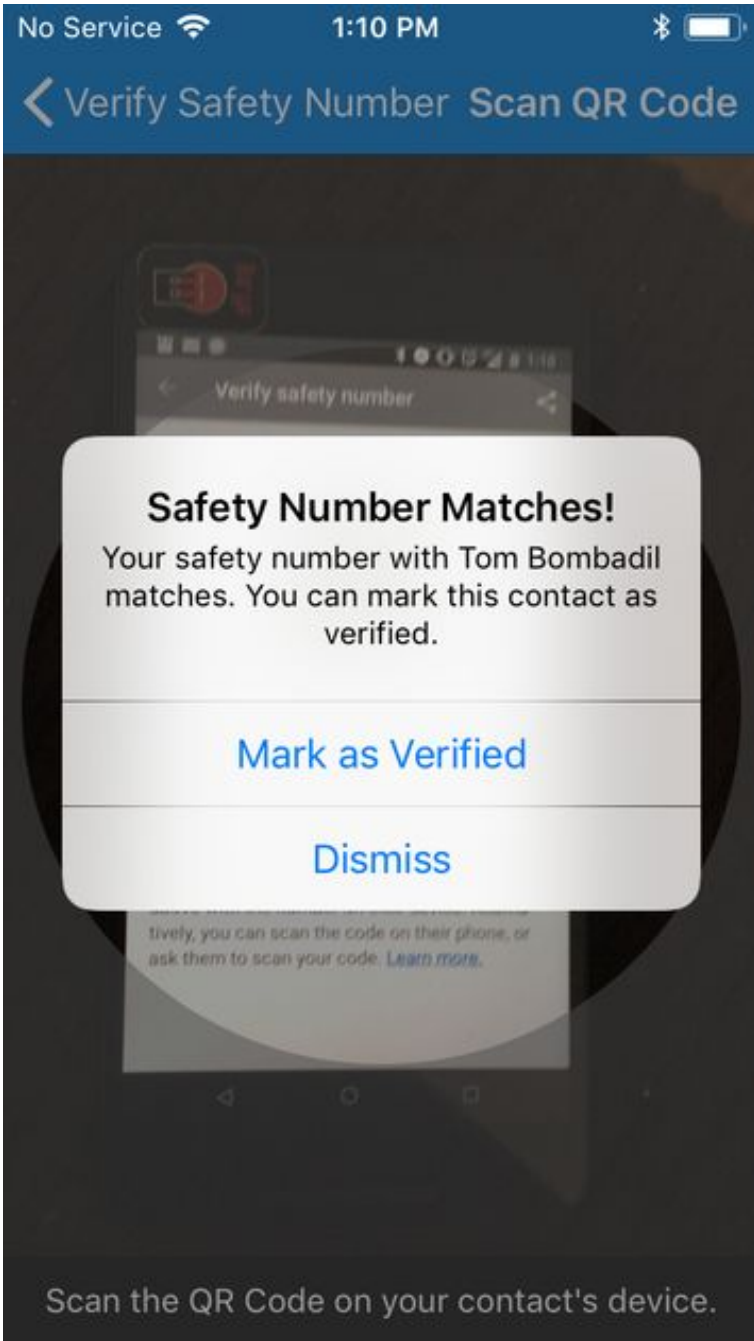 No Service 1:10 PM
Verify Safety Number Scan QR Code
1:10
Verify safety number
Safety Number Matches!
Your safety number with Tom Bombadil
matches. You can mark this contact as
verified.
Mark as Verified
Dismiss
tively, you can scan the code on their phone, or
ask them to scan your code. Learn more.
Scan the QR Code on your contact's device.